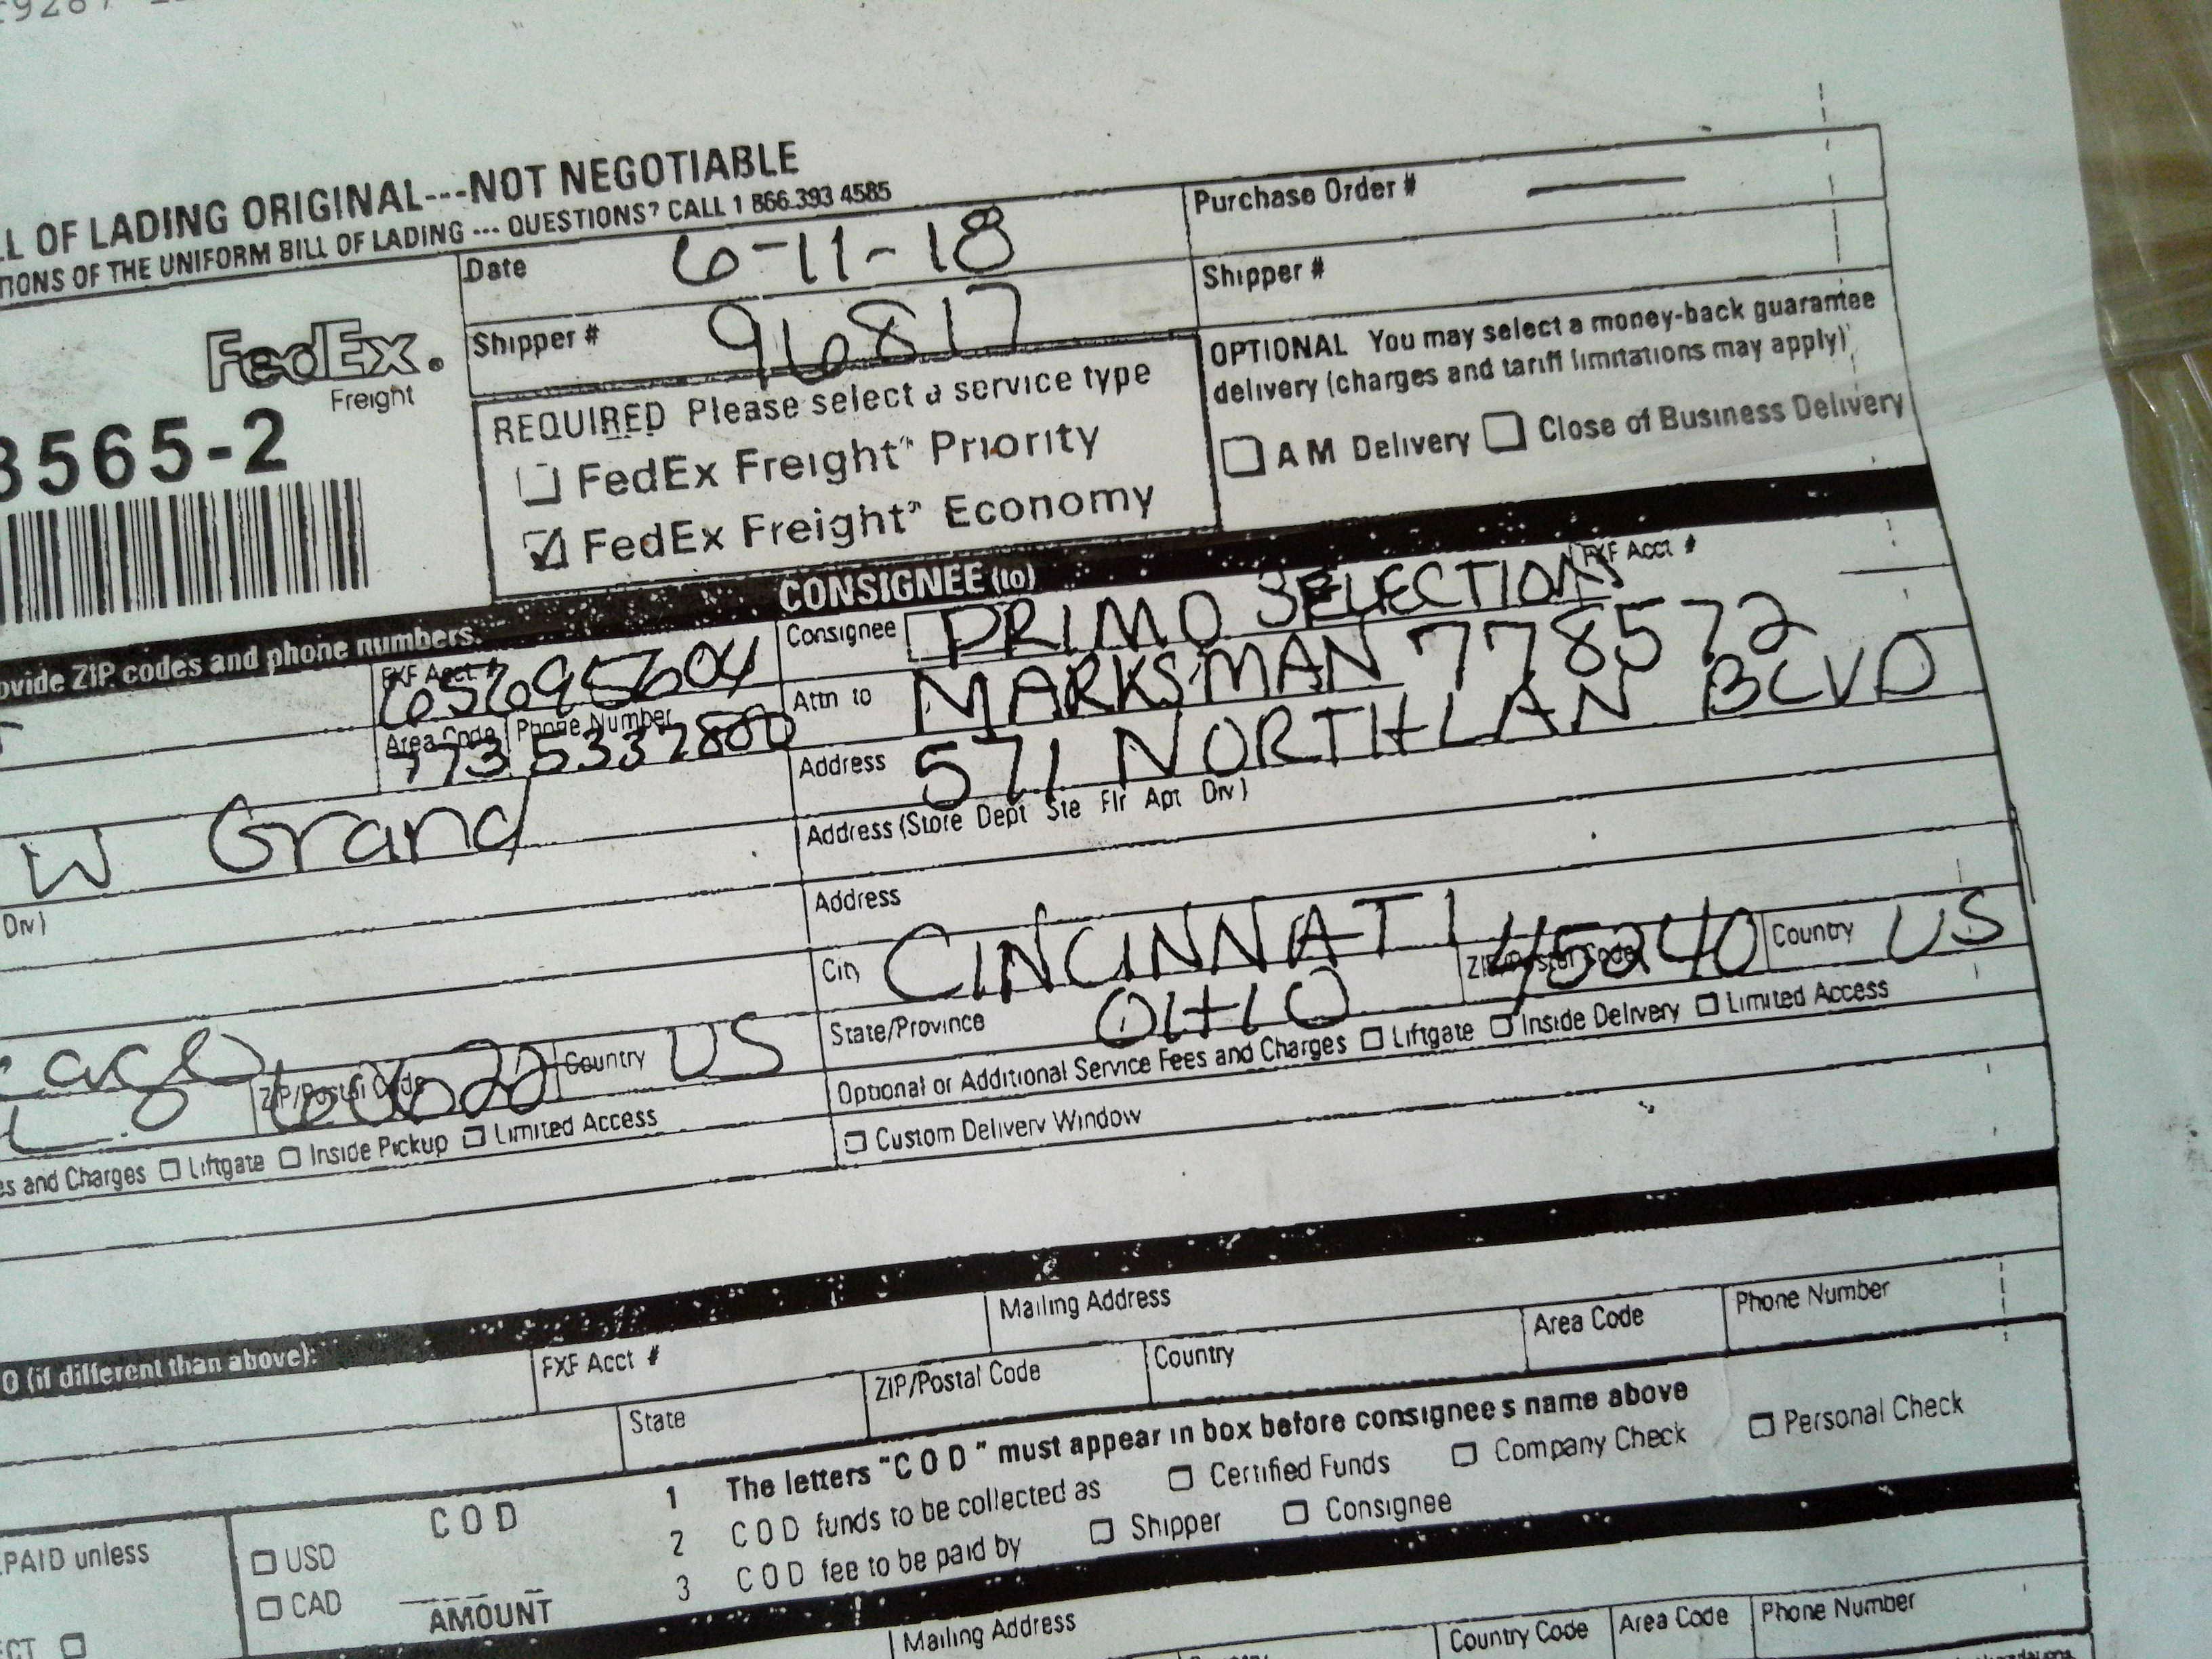 LL OF LADING ORIGINAL---NOT NEGOTIABLE
TIONS OF THE UNIFORM BILL OF LADING --- QUESTIONS? CALL 1 866.393 4585
Date 6-11-18
Purchase Order # —
Shipper # 96817
Shipper #
FedEx.
Freight
3565-2
REQUIRED Please select a service type
FedEx Freight Priority
FedEx Freight Economy
OPTIONAL You may select a money-back guarantee
delivery (charges and tariff limitations may apply)
A M Delivery Close of Business Delivery
ovide ZIP codes and phone numbers.
CONSIGNEE (to)
FXF Acct #
Consignee PRIMO SELECTIONS
FXF Acct #
Area Code Phone Number
773 5337800
Attn to MARKSMAN 778572
W Grand
Address 571 NORTHLAN BLVD
Address (Store Dept Ste Flr Apt Div)
Div)
Address
City CINCINNATI ZIP/Postal Code 45240 Country US
State/Province OHIO
cago ZIP/Postal Code Country US
es and Charges Liftgate Inside Pickup Limited Access
Optional or Additional Service Fees and Charges Liftgate Inside Delivery Limited Access
Custom Delivery Window
O (if different than above):
FXF Acct #
Mailing Address
State
ZIP/Postal Code
Country
Area Code
Phone Number
PAID unless
COD
USD
CAD
AMOUNT
ECT
1 The letters "C O D" must appear in box before consignee s name above
2 C O D funds to be collected as Certified Funds Company Check Personal Check
3 C O D fee to be paid by Shipper Consignee
Mailing Address
Country Code
Area Code
Phone Number